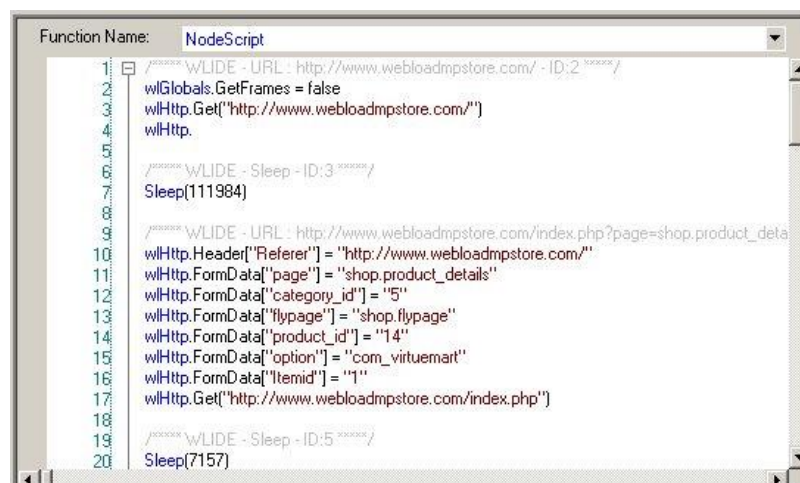 Function Name: NodeScript
1 /***** WLIDE - URL : http://www.webloadmpstore.com/ - ID:2 *****/
2 wlGlobals.GetFrames = false
3 wlHttp.Get("http://www.webloadmpstore.com/")
4 wlHttp.
5
6 /***** WLIDE - Sleep - ID:3 *****/
7 Sleep(111984)
8
9 /***** WLIDE - URL : http://www.webloadmpstore.com/index.php?page=shop.product_deta
10 wlHttp.Header["Referer"] = "http://www.webloadmpstore.com/"
11 wlHttp.FormData["page"] = "shop.product_details"
12 wlHttp.FormData["category_id"] = "5"
13 wlHttp.FormData["flypage"] = "shop.flypage"
14 wlHttp.FormData["product_id"] = "14"
15 wlHttp.FormData["option"] = "com_virtuemart"
16 wlHttp.FormData["Itemid"] = "1"
17 wlHttp.Get("http://www.webloadmpstore.com/index.php")
18
19 /***** WLIDE - Sleep - ID:5 *****/
20 Sleep(7157)